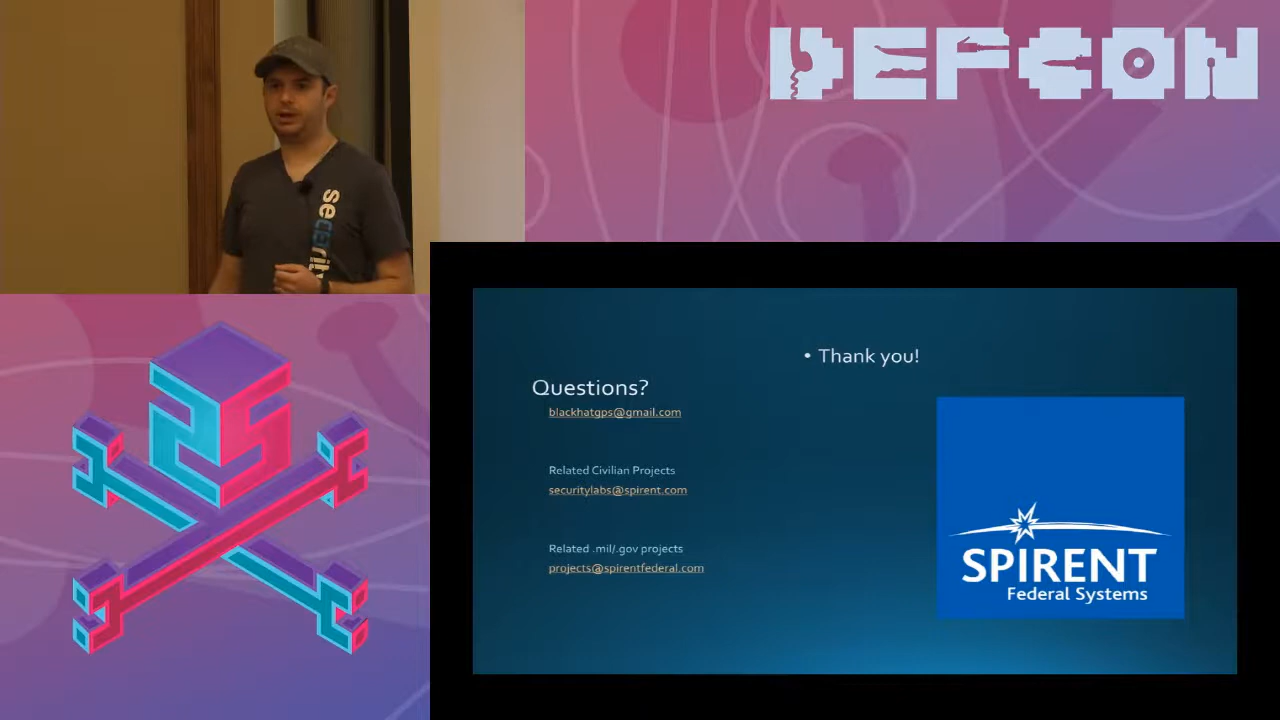 DEFCON
security
• Thank you!
Questions?
blackhatgps@gmail.com
Related Civilian Projects
securitylabs@spirent.com
Related .mil/.gov projects
projects@spirentfederal.com
SPIRENT
Federal Systems